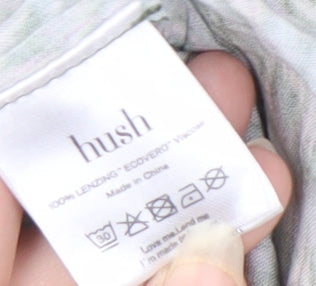 hush
100% LENZING™ ECOVERO™ Viscose
Made in China
30
Love me, Lend me
I'm made